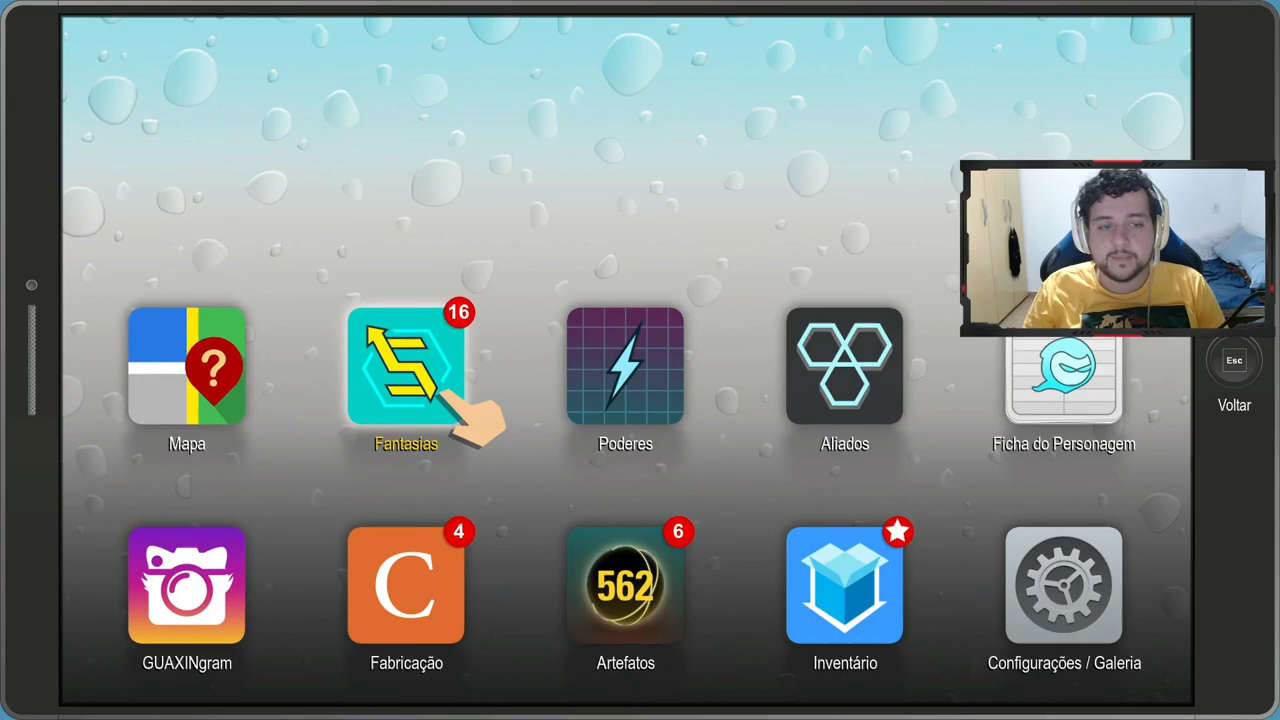 16
?
Mapa
Fantasias
Poderes
Aliados
Ficha do Personagem
Esc
Voltar
4
6
C
562
GUAXINgram
Fabricação
Artefatos
Inventário
Configurações / Galeria